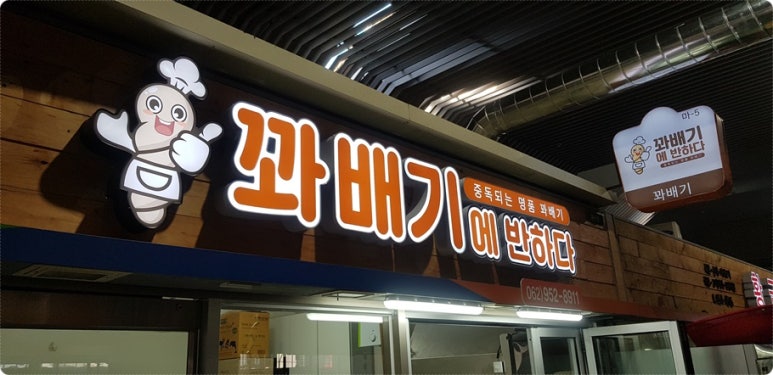 꽈배기
중독되는 명품 꽈배기
에 반하다
062)952-8911
마-5
꽈배기
에 반하다
꽈배기